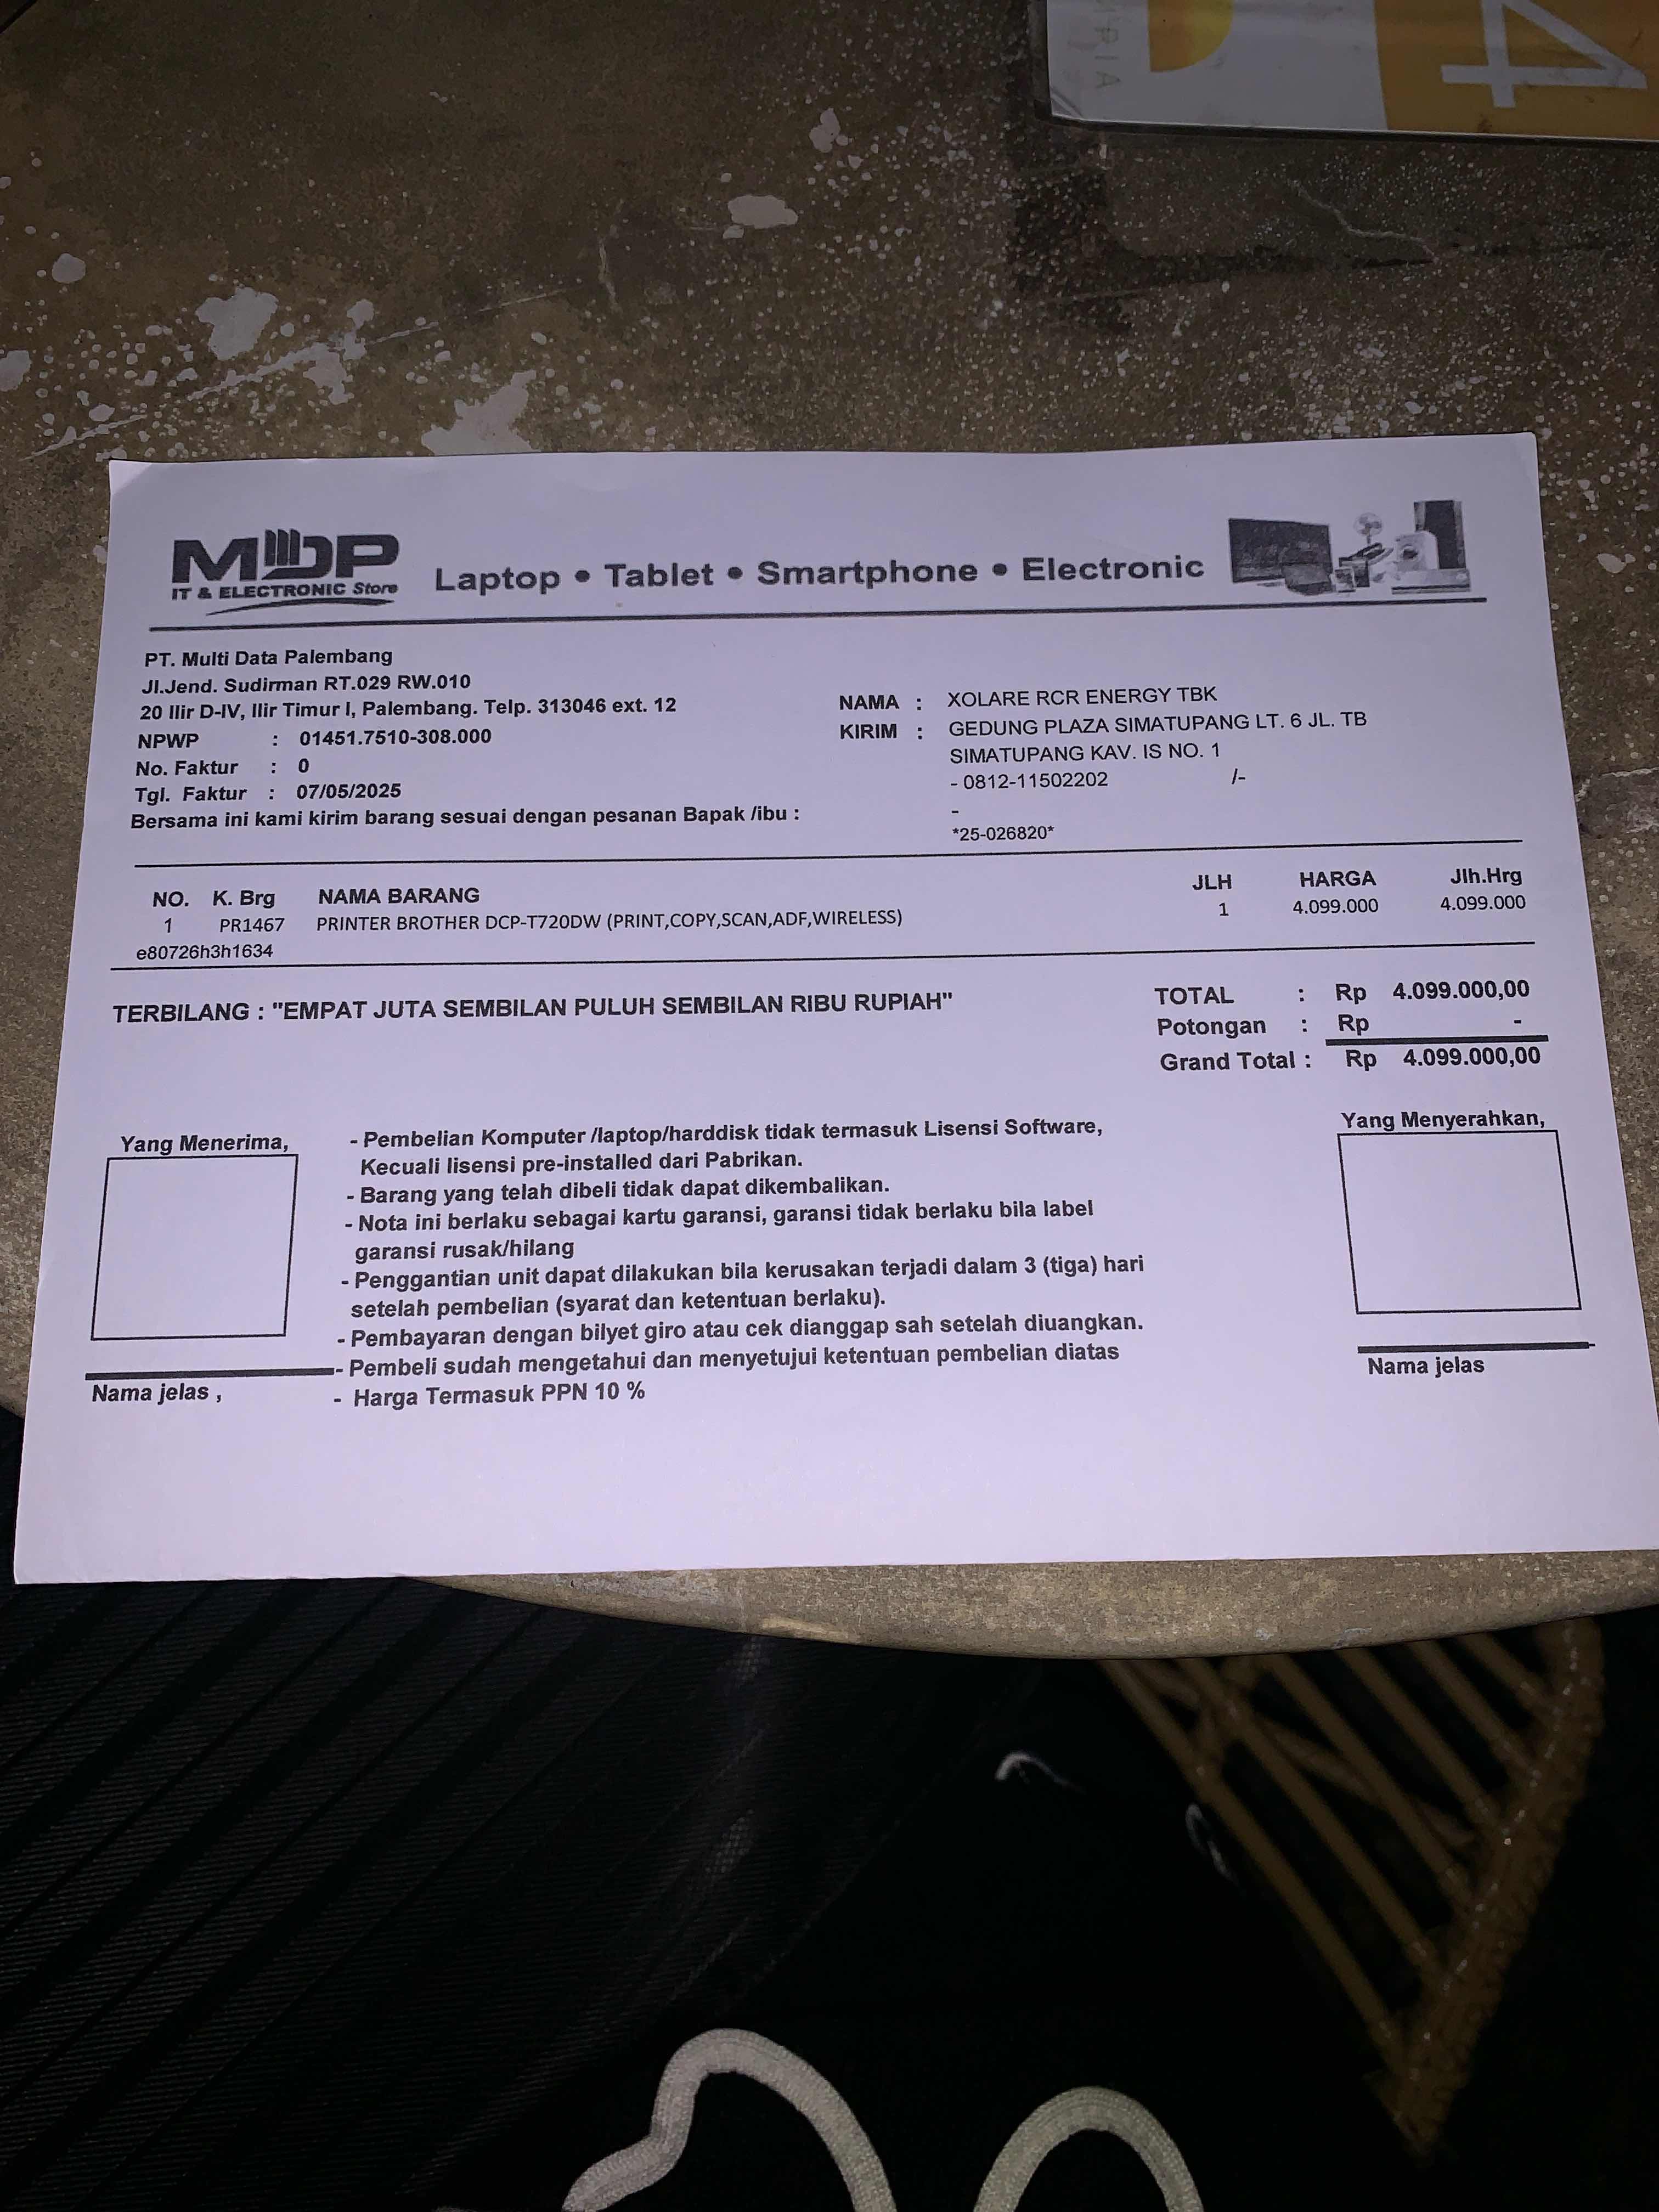 4
MDP
IT & ELECTRONIC Store
Laptop • Tablet • Smartphone • Electronic
PT. Multi Data Palembang
Jl.Jend. Sudirman RT.029 RW.010
20 Ilir D-IV, Ilir Timur I, Palembang. Telp. 313046 ext. 12
NPWP : 01451.7510-308.000
No. Faktur : 0
Tgl. Faktur : 07/05/2025
Bersama ini kami kirim barang sesuai dengan pesanan Bapak /ibu :
NAMA : XOLARE RCR ENERGY TBK
KIRIM : GEDUNG PLAZA SIMATUPANG LT. 6 JL. TB
SIMATUPANG KAV. IS NO. 1
- 0812-11502202 /-
-
*25-026820*
NO. K. Brg NAMA BARANG JLH HARGA Jlh.Hrg
1 PR1467 PRINTER BROTHER DCP-T720DW (PRINT,COPY,SCAN,ADF,WIRELESS) 1 4.099.000 4.099.000
e80726h3h1634
TERBILANG : "EMPAT JUTA SEMBILAN PULUH SEMBILAN RIBU RUPIAH"
TOTAL : Rp 4.099.000,00
Potongan : Rp -
Grand Total : Rp 4.099.000,00
Yang Menerima,
- Pembelian Komputer /laptop/harddisk tidak termasuk Lisensi Software,
Kecuali lisensi pre-installed dari Pabrikan.
- Barang yang telah dibeli tidak dapat dikembalikan.
- Nota ini berlaku sebagai kartu garansi, garansi tidak berlaku bila label
garansi rusak/hilang
- Penggantian unit dapat dilakukan bila kerusakan terjadi dalam 3 (tiga) hari
setelah pembelian (syarat dan ketentuan berlaku).
- Pembayaran dengan bilyet giro atau cek dianggap sah setelah diuangkan.
- Pembeli sudah mengetahui dan menyetujui ketentuan pembelian diatas
- Harga Termasuk PPN 10 %
Nama jelas ,
Yang Menyerahkan,
Nama jelas